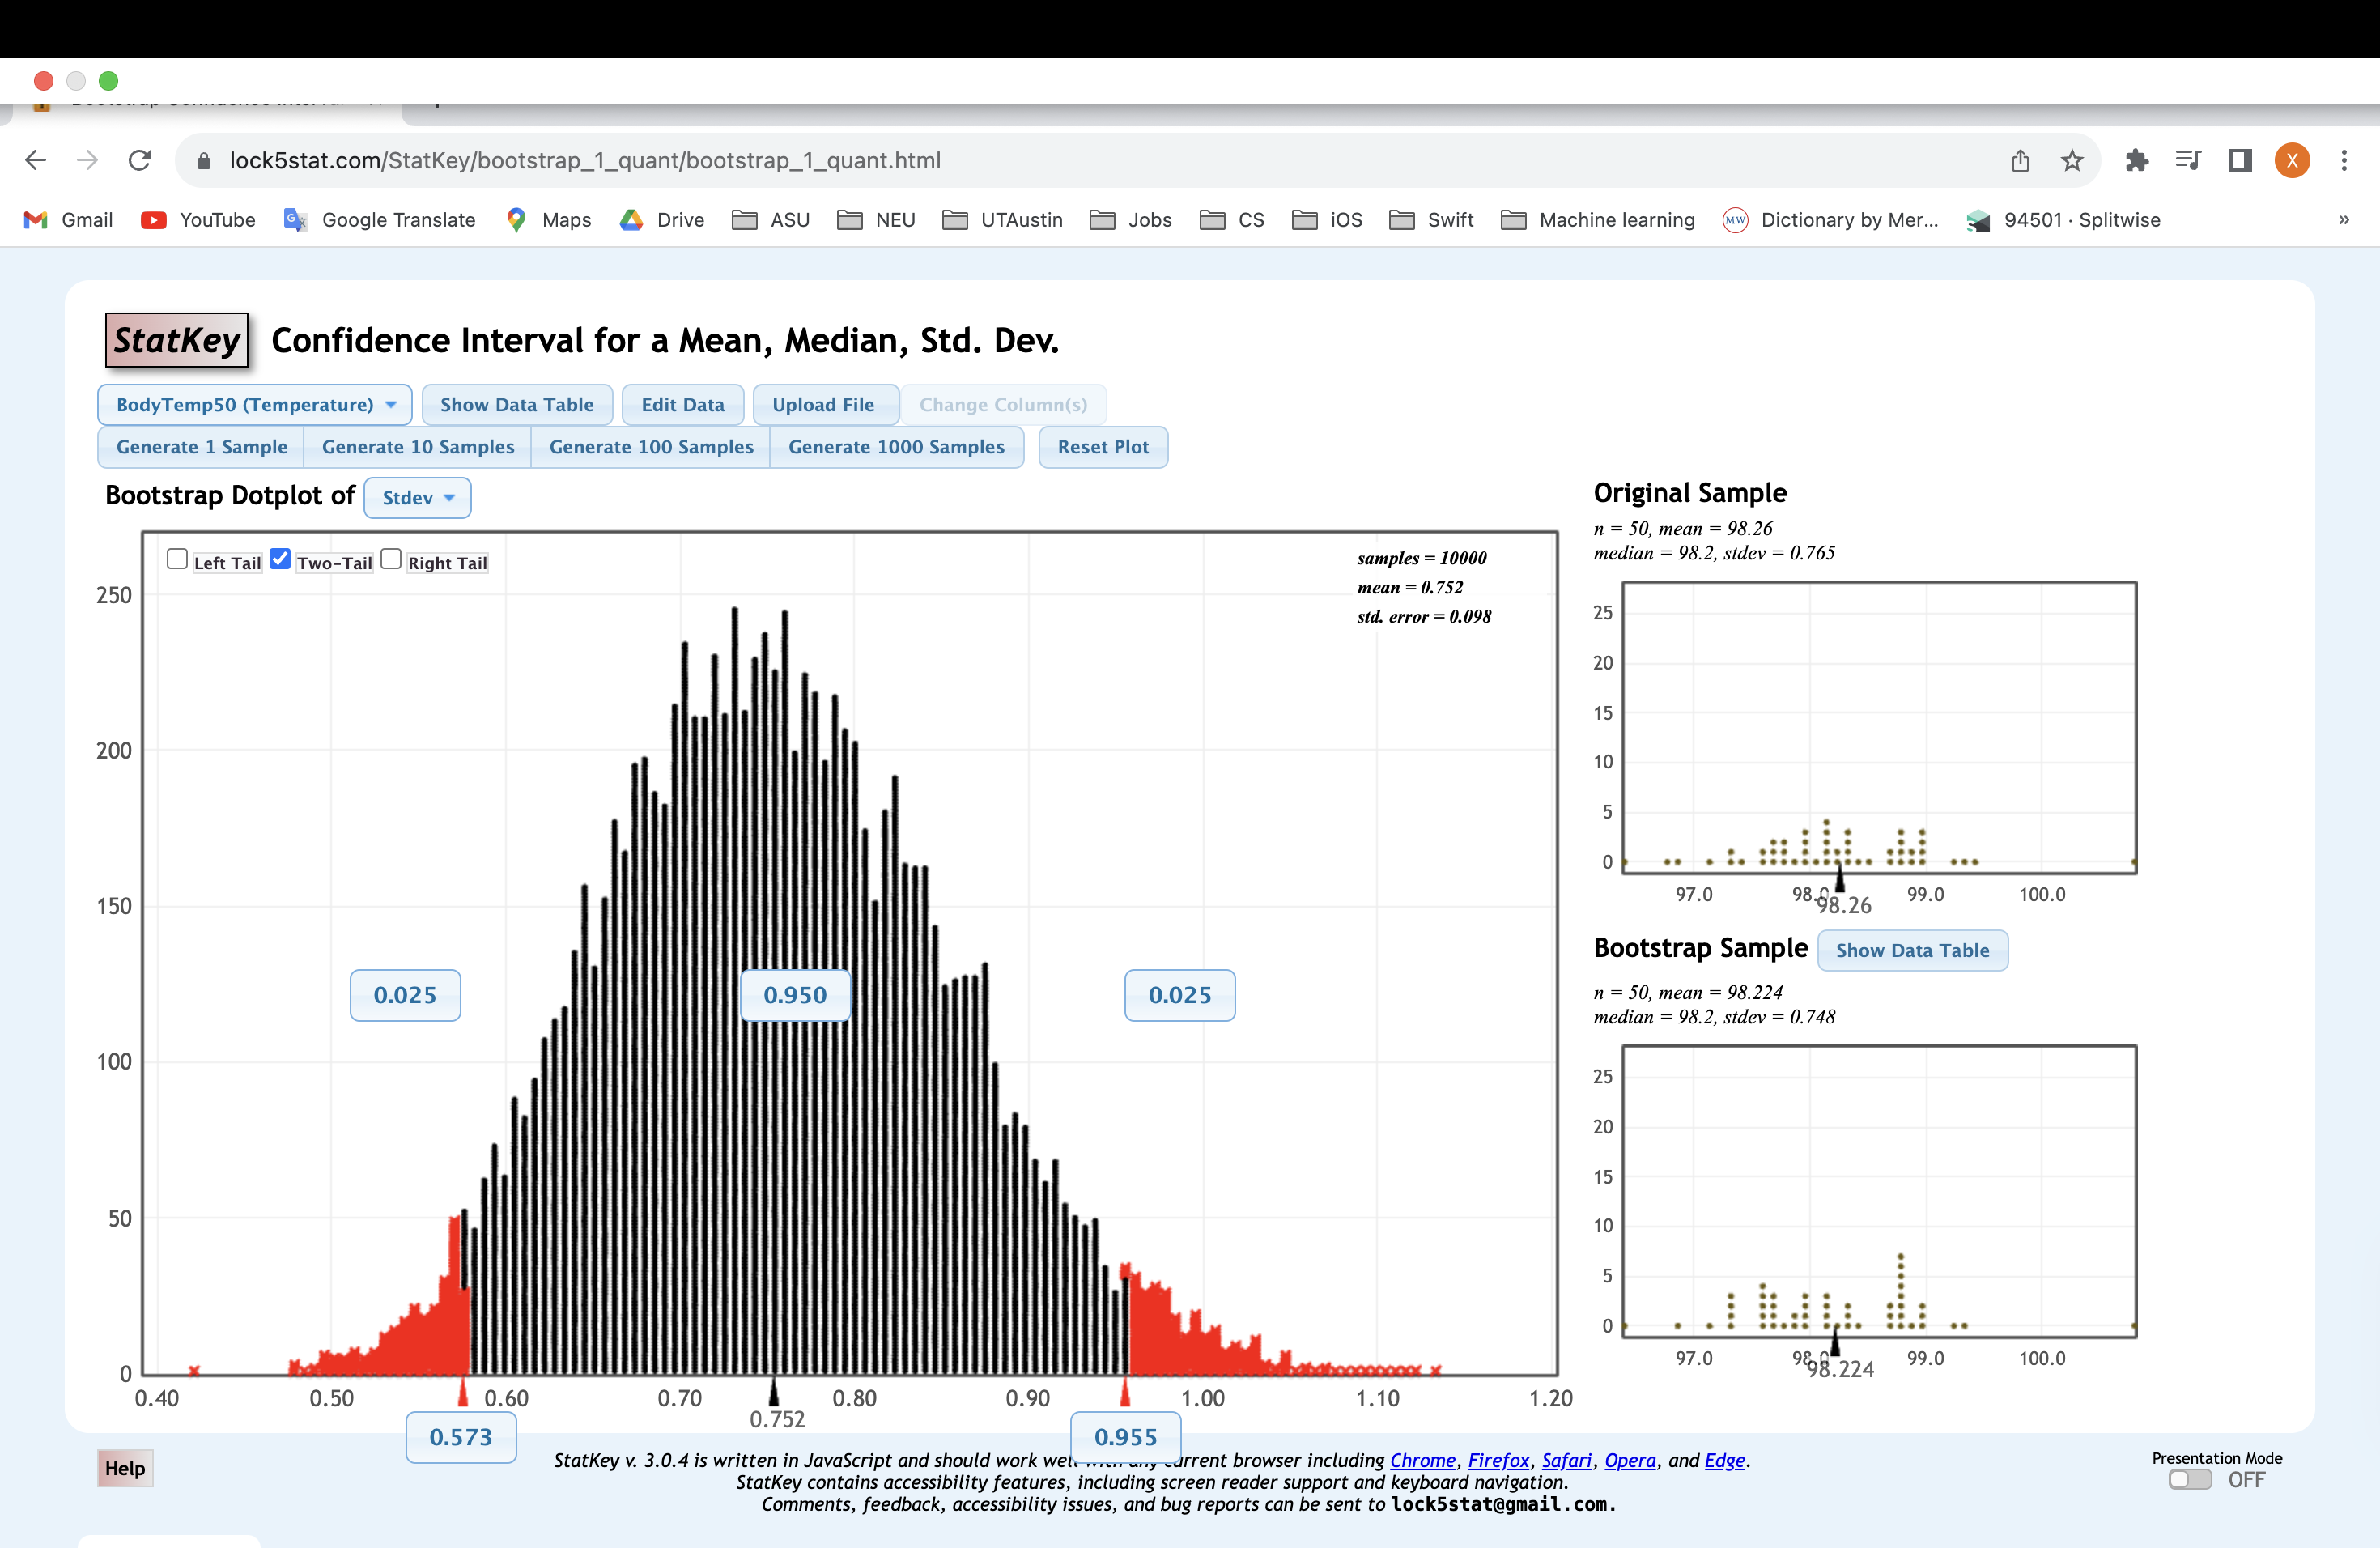 lock5stat.com/StatKey/bootstrap_1_quant/bootstrap_1_quant.html
X
Gmail YouTube Google Translate Maps Drive ASU NEU UTAustin Jobs CS iOS Swift Machine learning MW Dictionary by Mer... 94501 · Splitwise »
StatKey Confidence Interval for a Mean, Median, Std. Dev.
BodyTemp50 (Temperature) Show Data Table Edit Data Upload File Change Column(s)
Generate 1 Sample Generate 10 Samples Generate 100 Samples Generate 1000 Samples Reset Plot
Bootstrap Dotplot of Stdev
Left Tail Two-Tail Right Tail
samples = 10000
mean = 0.752
std. error = 0.098
250
200
150
100
50
0
0.025 0.950 0.025
0.40 0.50 0.60 0.70 0.80 0.90 1.00 1.10 1.20
0.752
0.573 0.955
Original Sample
n = 50, mean = 98.26
median = 98.2, stdev = 0.765
25
20
15
10
5
0
97.0 98.0 99.0 100.0
98.26
Bootstrap Sample Show Data Table
n = 50, mean = 98.224
median = 98.2, stdev = 0.748
25
20
15
10
5
0
97.0 98.0 99.0 100.0
98.224
Help
StatKey v. 3.0.4 is written in JavaScript and should work well with any current browser including Chrome, Firefox, Safari, Opera, and Edge.
StatKey contains accessibility features, including screen reader support and keyboard navigation.
Comments, feedback, accessibility issues, and bug reports can be sent to lock5stat@gmail.com.
Presentation Mode
OFF